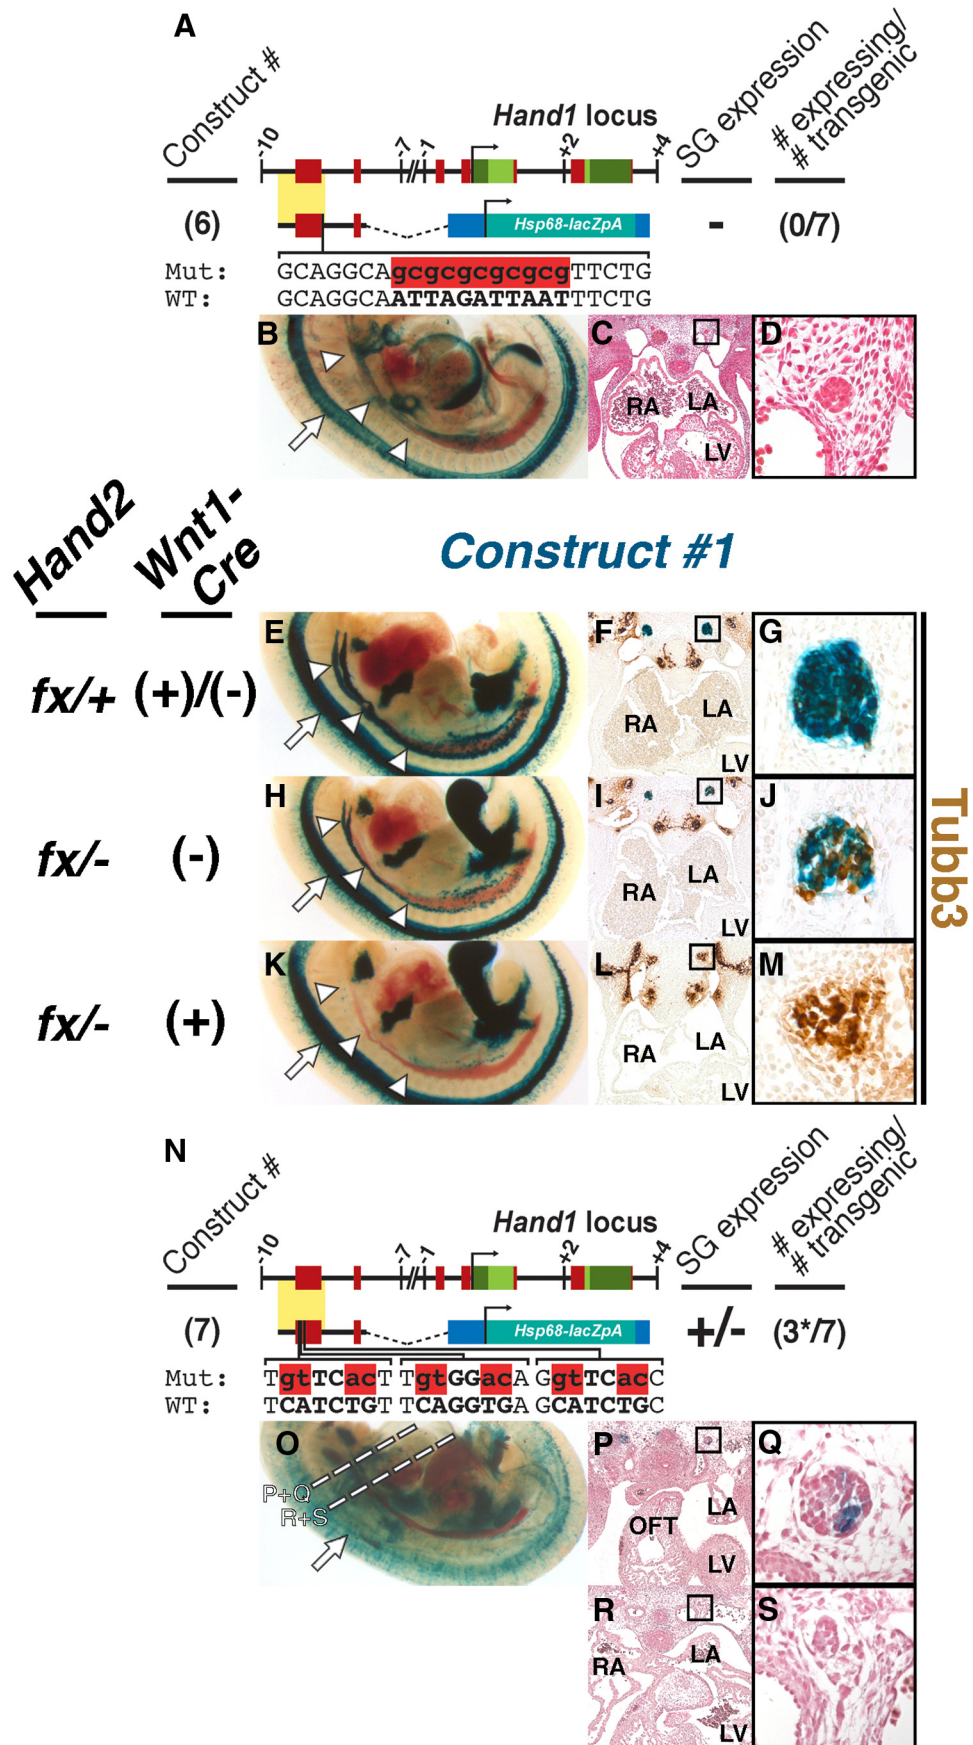 A
Construct #
Hand1 locus
SG expression
# expressing/
# transgenic
-10
-7
-1
+2
+4
(6)
Hsp68-lacZpA
-
(0/7)
Mut: GCAGGCAgcgcgcgcgcgTTCTG
WT: GCAGGCAATTAGATTAATTTCTG
B
C
RA
LA
LV
D
Hand2
Wnt1-
Cre
Construct #1
fx/+
(+)/(-)
E
F
RA
LA
LV
G
fx/-
(-)
H
I
RA
LA
LV
J
Tubb3
fx/-
(+)
K
L
RA
LA
LV
M
N
Construct #
Hand1 locus
SG expression
# expressing/
# transgenic
-10
-7
-1
+2
+4
(7)
Hsp68-lacZpA
+/-
(3*/7)
Mut: TgtTCacT TgtGGacA GgtTCacC
WT: TCATCTGT TCAGGTGA GCATCTGC
O
P+Q
R+S
P
OFT
LA
LV
Q
R
RA
LA
LV
S